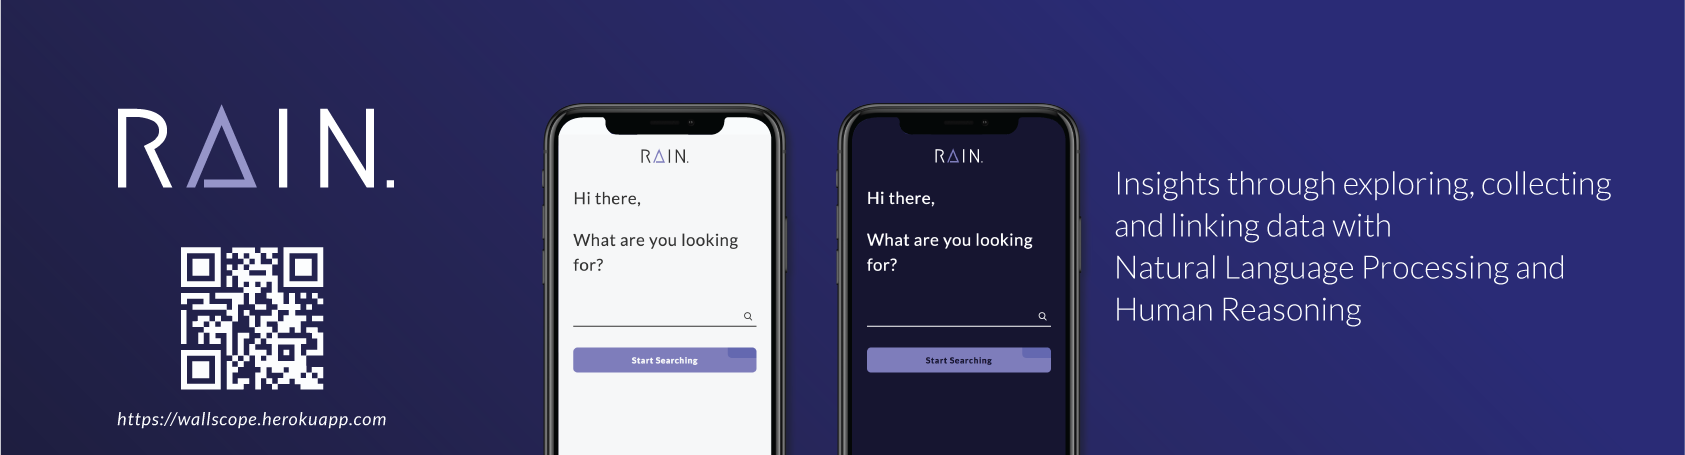 RAIN.
https://wallscope.herokuapp.com
RAIN.
Hi there,
What are you looking
for?
Start Searching
RAIN.
Hi there,
What are you looking
for?
Start Searching
Insights through exploring, collecting
and linking data with
Natural Language Processing and
Human Reasoning